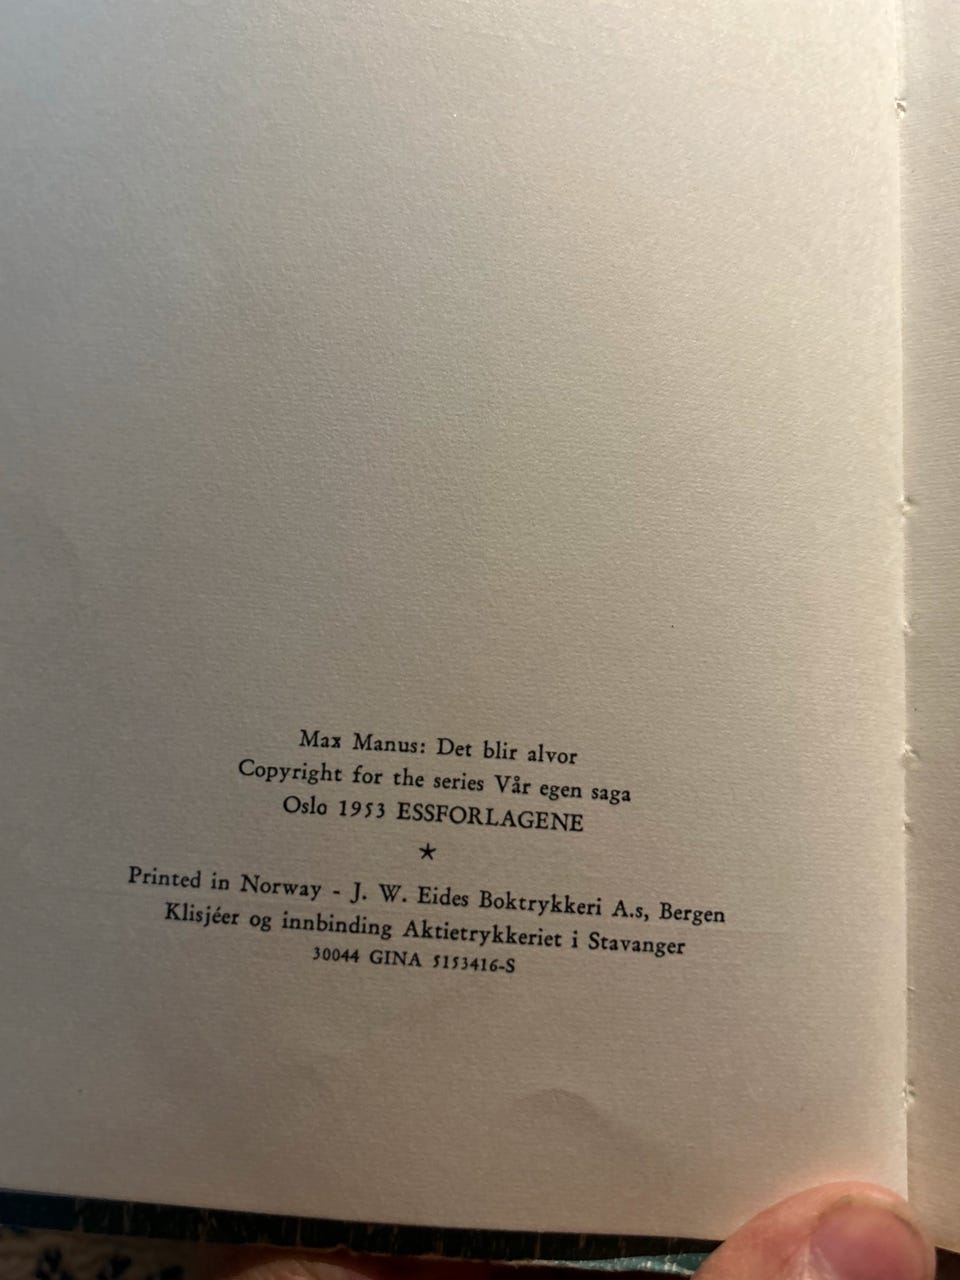 Max Manus: Det blir alvor
Copyright for the series Vår egen saga
Oslo 1953 ESSFORLAGENE
★
Printed in Norway - J. W. Eides Boktrykkeri A.s, Bergen
Klisjéer og innbinding Aktietrykkeriet i Stavanger
30044 GINA 5153416-S